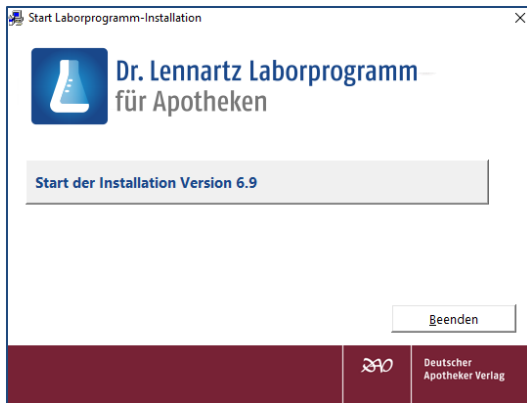 Start Laborprogramm-Installation
Dr. Lennartz Laborprogramm
für Apotheken
Start der Installation Version 6.9
Beenden
DAV
Deutscher
Apotheker Verlag